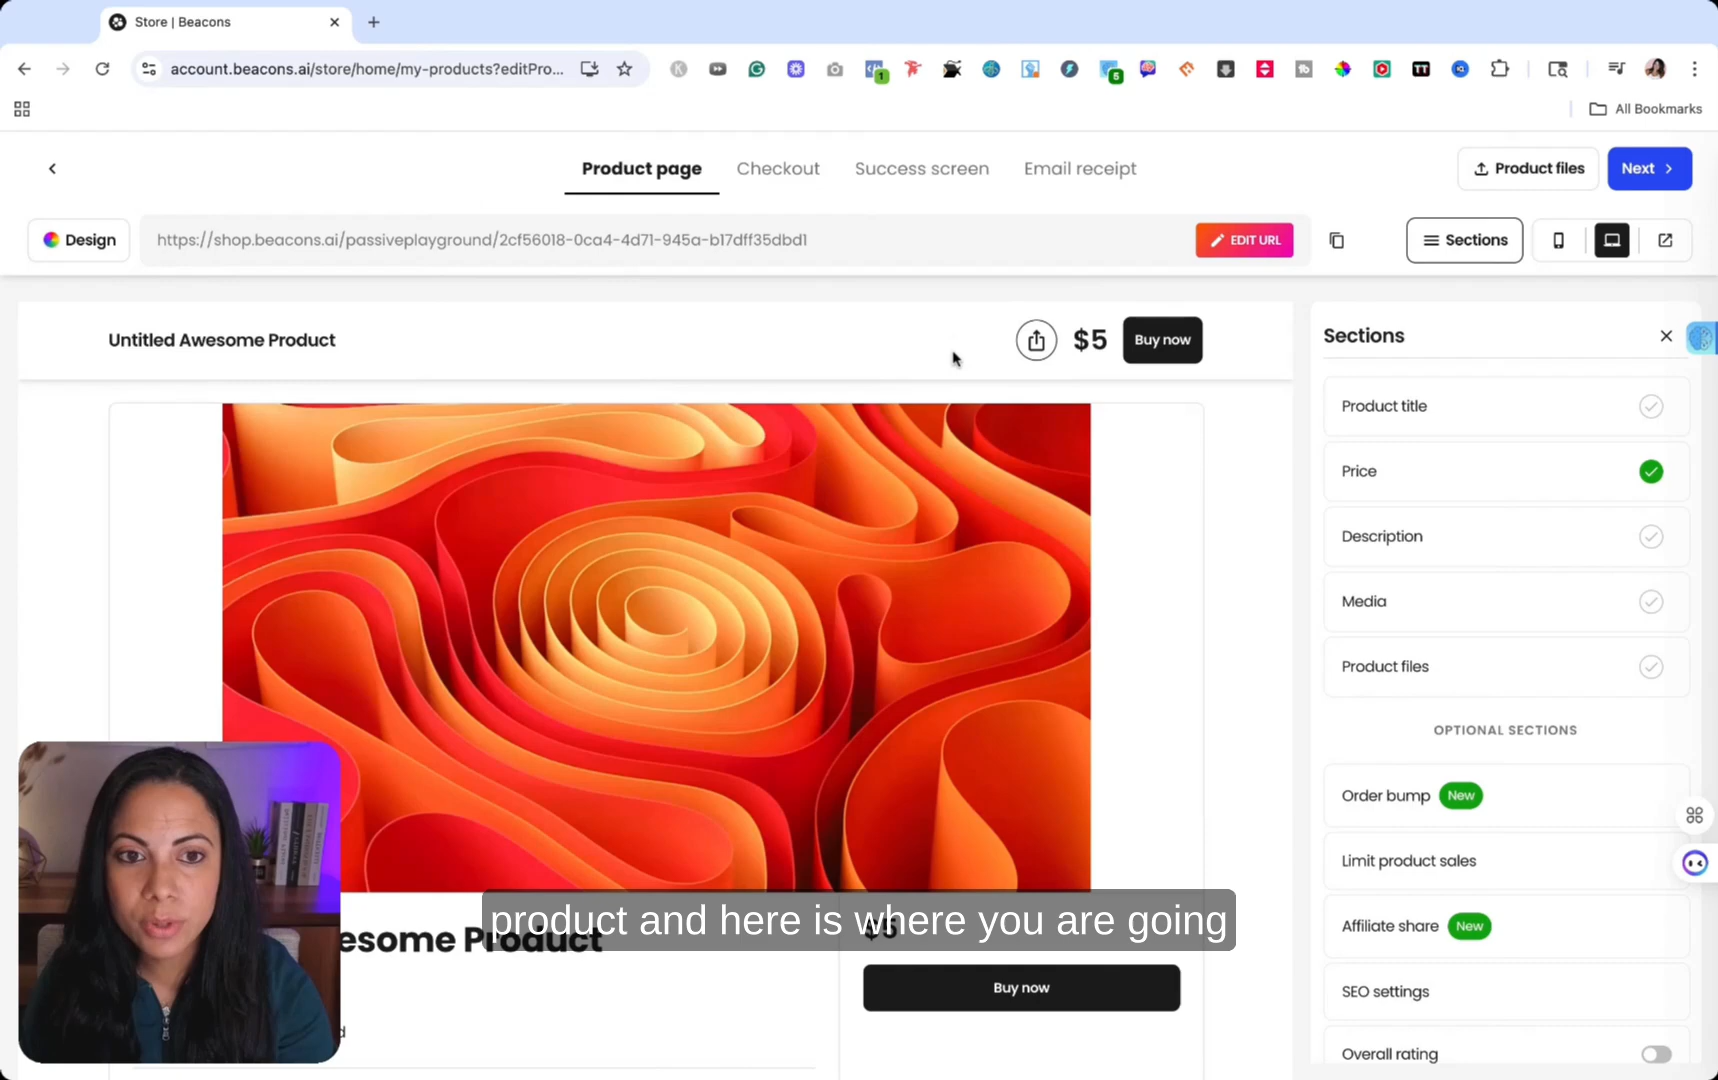 Store | Beacons
account.beacons.ai/store/home/my-products?editPro...
1
5
TT
All Bookmarks
Product page
Checkout
Success screen
Email receipt
Product files
Next
Design
https://shop.beacons.ai/passiveplayground/2cf56018-0ca4-4d71-945a-b17dff35dbd1
EDIT URL
Sections
Untitled Awesome Product
$5
Buy now
Sections
Product title
Price
Description
Media
Product files
OPTIONAL SECTIONS
Order bump New
Limit product sales
Affiliate share New
SEO settings
Overall rating
esome Product
$5
product and here is where you are going
Buy now
d